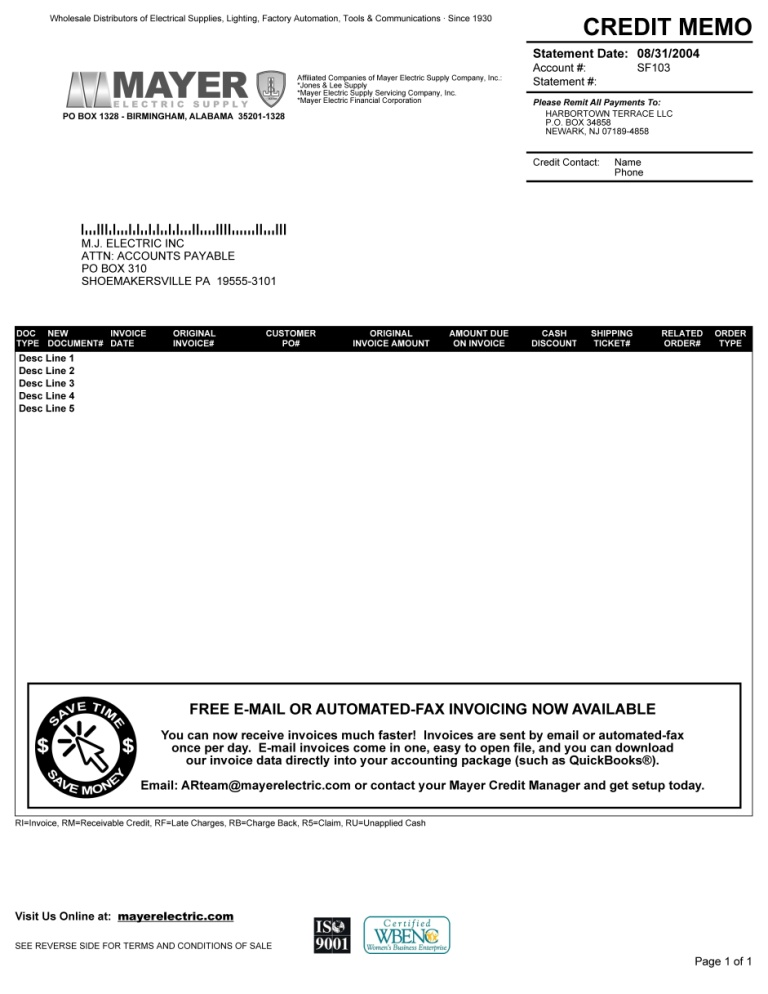 Wholesale Distributors of Electrical Supplies, Lighting, Factory Automation, Tools & Communications · Since 1930
CREDIT MEMO
Statement Date: 08/31/2004
Account #: SF103
Statement #:
MAYER
ELECTRIC SUPPLY
Affiliated Companies of Mayer Electric Supply Company, Inc.:
*Jones & Lee Supply
*Mayer Electric Supply Servicing Company, Inc.
*Mayer Electric Financial Corporation
PO BOX 1328 - BIRMINGHAM, ALABAMA 35201-1328
Please Remit All Payments To:
HARBORTOWN TERRACE LLC
P.O. BOX 34858
NEWARK, NJ 07189-4858
Credit Contact: Name
Phone
M.J. ELECTRIC INC
ATTN: ACCOUNTS PAYABLE
PO BOX 310
SHOEMAKERSVILLE PA 19555-3101
DOC NEW INVOICE ORIGINAL CUSTOMER ORIGINAL AMOUNT DUE CASH SHIPPING RELATED ORDER
TYPE DOCUMENT# DATE INVOICE# PO# INVOICE AMOUNT ON INVOICE DISCOUNT TICKET# ORDER# TYPE
Desc Line 1
Desc Line 2
Desc Line 3
Desc Line 4
Desc Line 5
SAVE TIME
$ $
SAVE MONEY
FREE E-MAIL OR AUTOMATED-FAX INVOICING NOW AVAILABLE
You can now receive invoices much faster! Invoices are sent by email or automated-fax
once per day. E-mail invoices come in one, easy to open file, and you can download
our invoice data directly into your accounting package (such as QuickBooks®).
Email: ARteam@mayerelectric.com or contact your Mayer Credit Manager and get setup today.
RI=Invoice, RM=Receivable Credit, RF=Late Charges, RB=Charge Back, R5=Claim, RU=Unapplied Cash
Visit Us Online at: mayerelectric.com
SEE REVERSE SIDE FOR TERMS AND CONDITIONS OF SALE
ISO
9001
Certified
WBENC
Women's Business Enterprise
Page 1 of 1